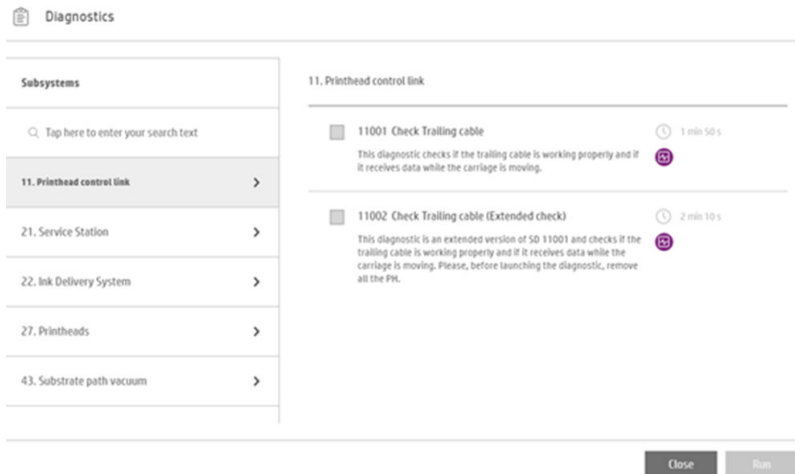 Diagnostics
Subsystems
Tap here to enter your search text
11. Printhead control link
21. Service Station
22. Ink Delivery System
27. Printheads
43. Substrate path vacuum
11. Printhead control link
11001 Check Trailing cable
1 min 50 s
This diagnostic checks if the trailing cable is working properly and if
it receives data while the carriage is moving.
11002 Check Trailing cable (Extended check)
2 min 10 s
This diagnostic is an extended version of SD 11001 and checks if the
trailing cable is working properly and if it receives data while the
carriage is moving. Please, before launching the diagnostic, remove
all the PH.
Close
Run